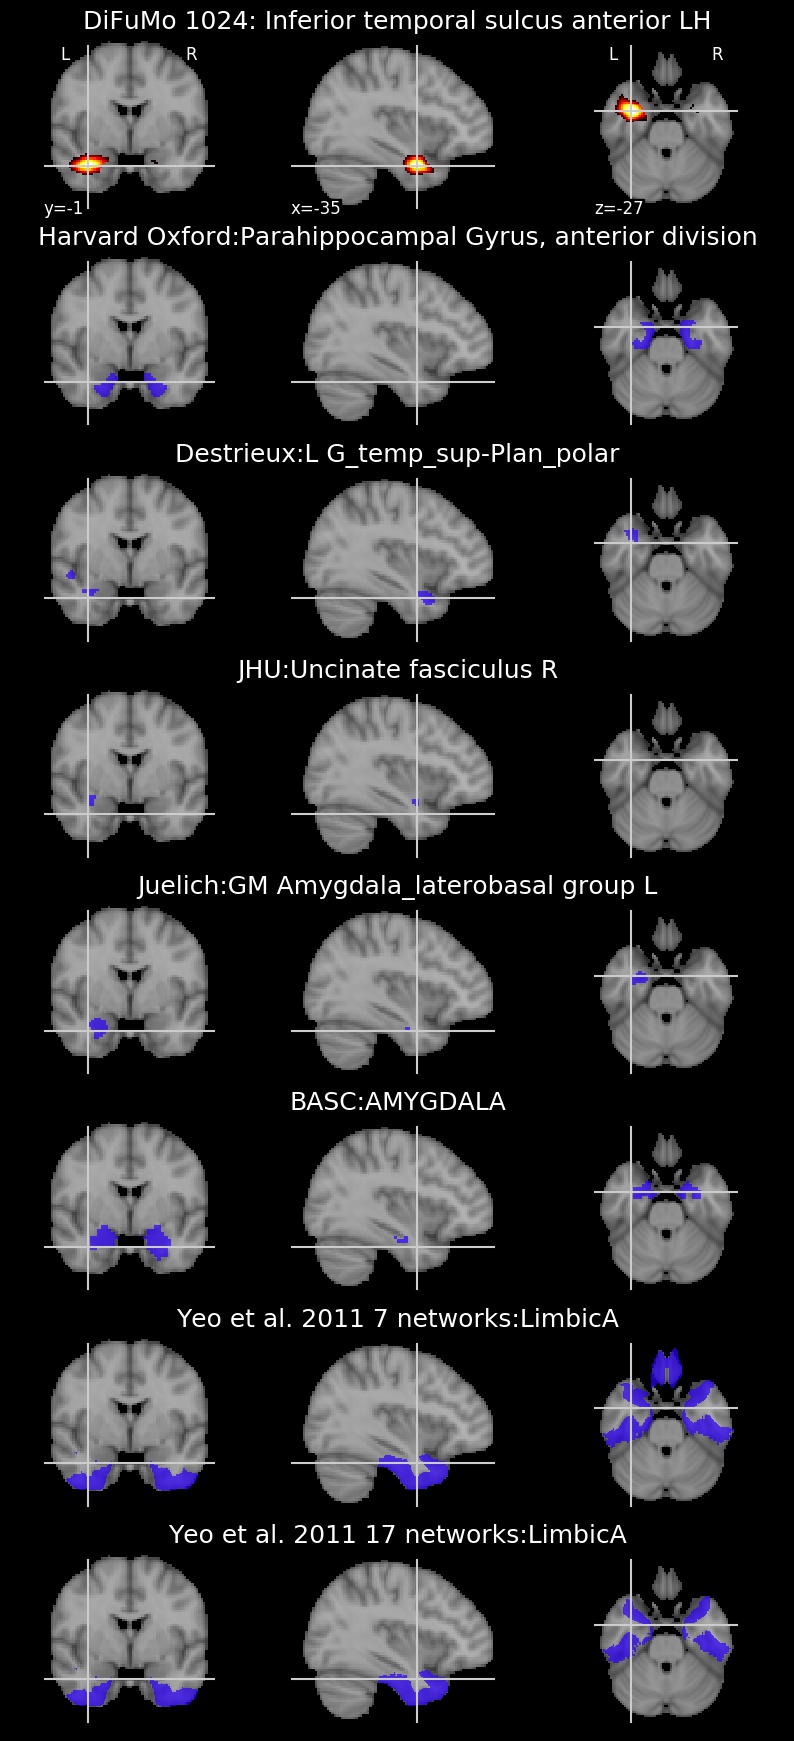 DiFuMo 1024: Inferior temporal sulcus anterior LH
L R L R
y=-1 x=-35 z=-27
Harvard Oxford:Parahippocampal Gyrus, anterior division
Destrieux:L G_temp_sup-Plan_polar
JHU:Uncinate fasciculus R
Juelich:GM Amygdala_laterobasal group L
BASC:AMYGDALA
Yeo et al. 2011 7 networks:LimbicA
Yeo et al. 2011 17 networks:LimbicA